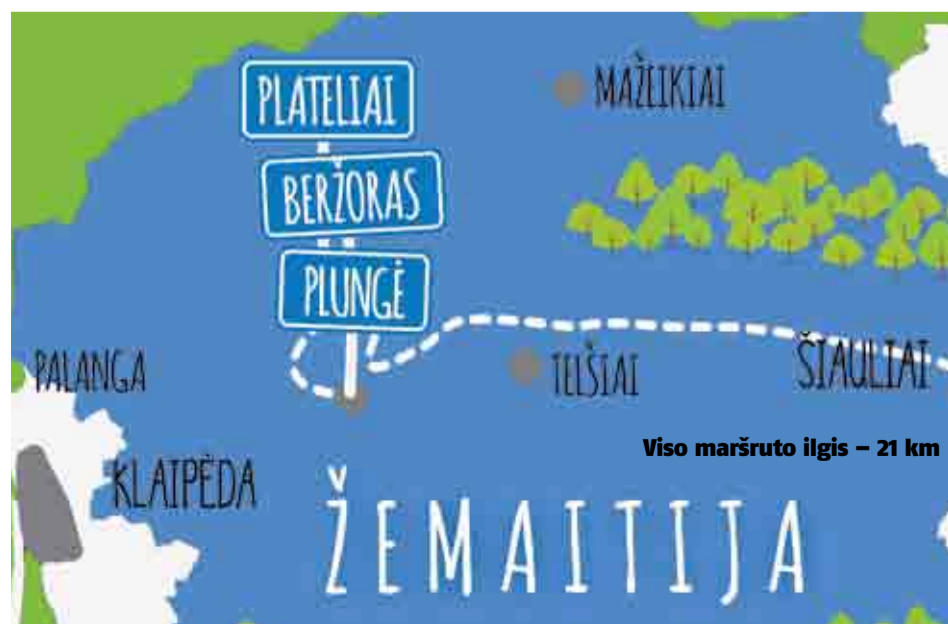 PLATELIAI
MAŽEIKIAI
BERŽORAS
PLUNGĖ
PALANGA
TELŠIAI
ŠIAULIAI
Viso maršruto ilgis – 21 km
KLAIPĖDA
ŽEMAITIJA